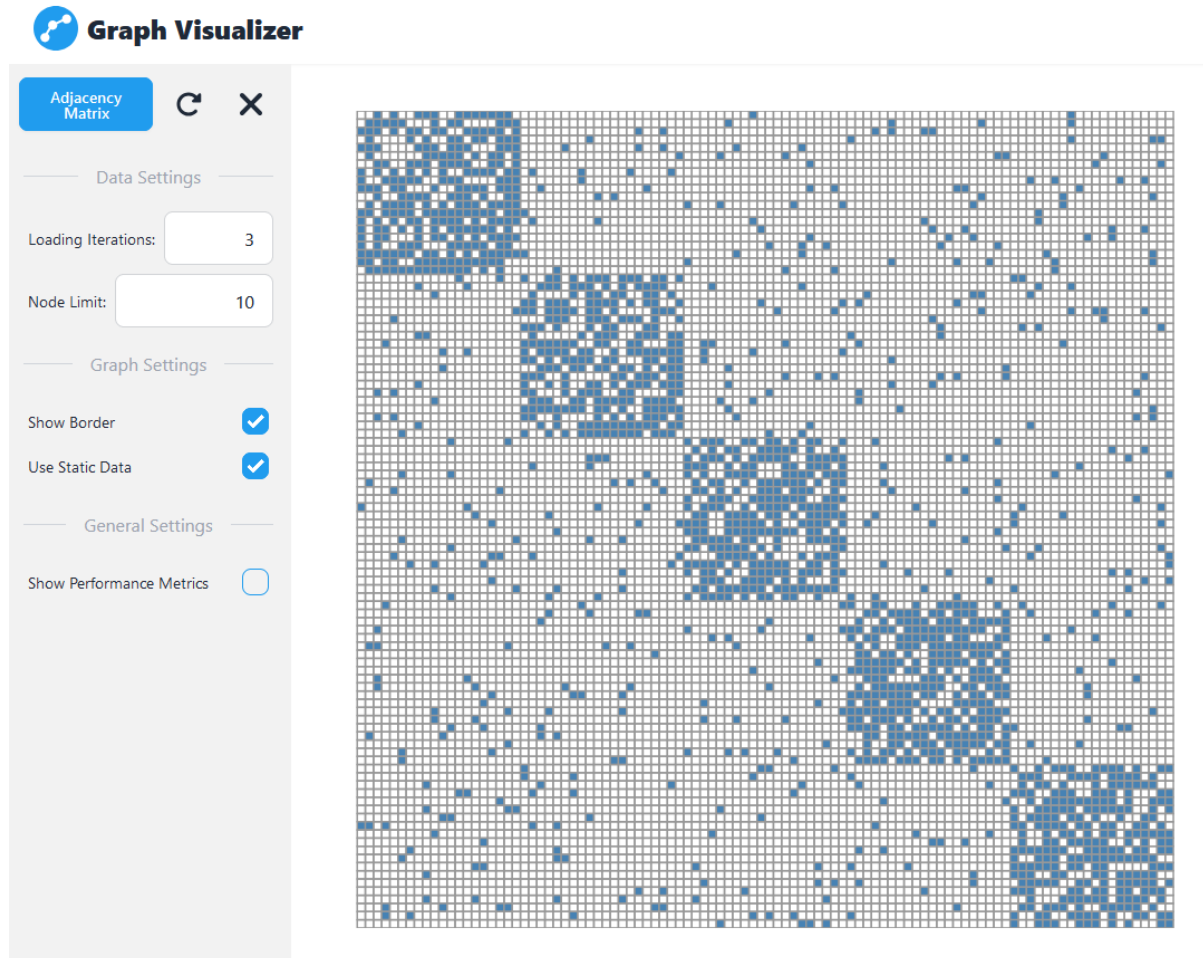 Graph Visualizer
Adjacency
Matrix
Data Settings
Loading Iterations: 3
Node Limit: 10
Graph Settings
Show Border
Use Static Data
General Settings
Show Performance Metrics